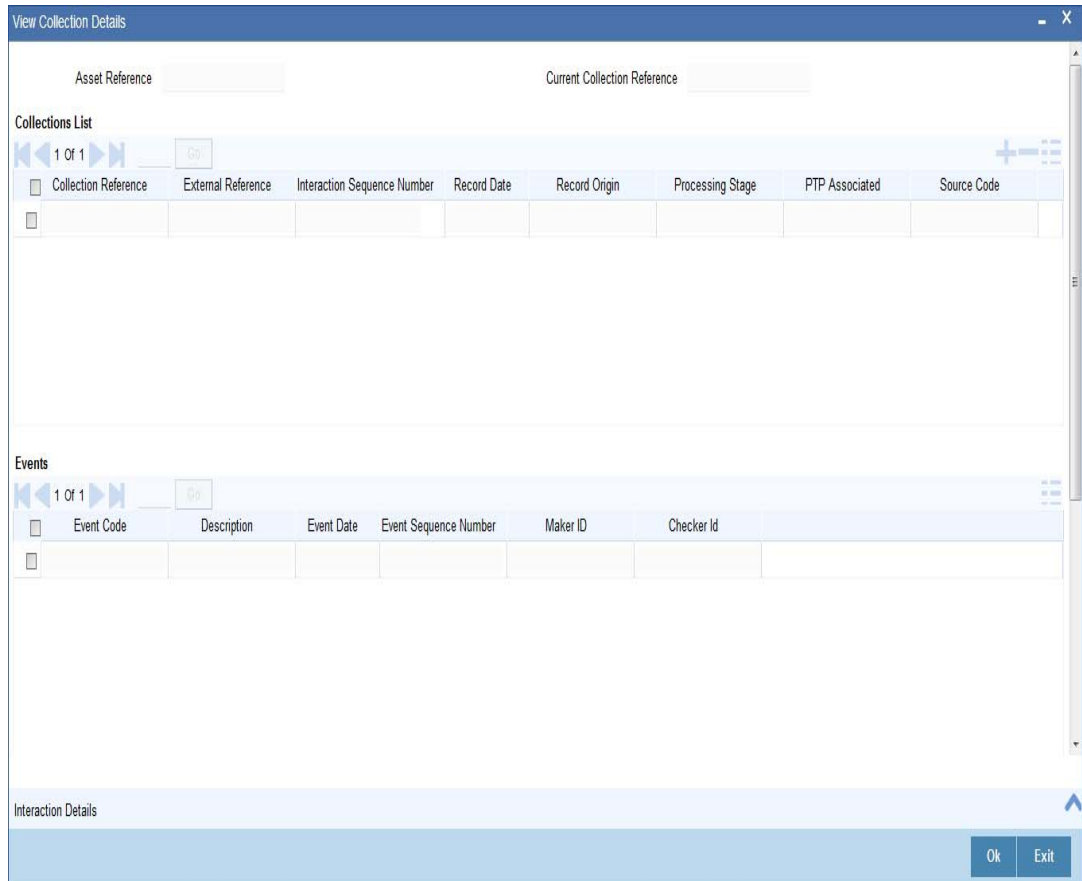 View Collection Details
Asset Reference Current Collection Reference
Collections List
1 Of 1 Go
Collection Reference External Reference Interaction Sequence Number Record Date Record Origin Processing Stage PTP Associated Source Code
Events
1 Of 1 Go
Event Code Description Event Date Event Sequence Number Maker ID Checker Id
Interaction Details
Ok Exit